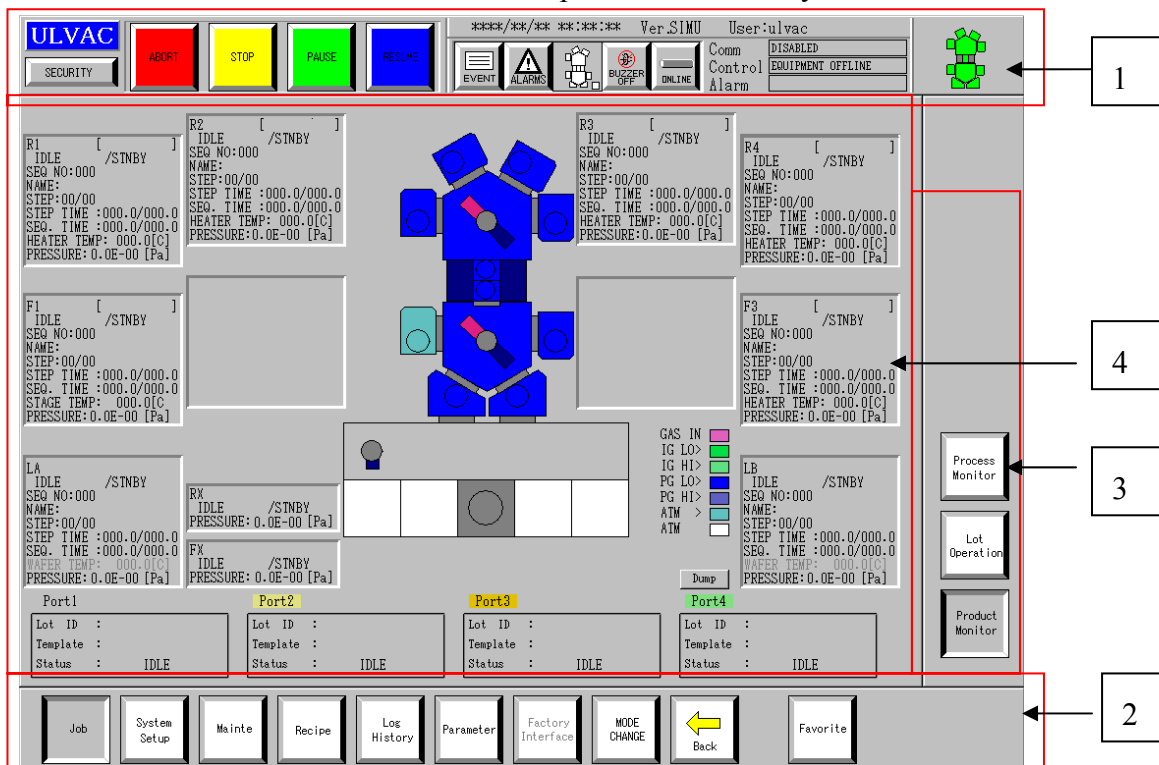 ULVAC
SECURITY
ABORT
STOP
PAUSE
RESUME
****/**/** **:**:** Ver.SIMU User:ulvac
EVENT
ALARMS
BUZZER
OFF
ONLINE
Comm DISABLED
Control EQUIPMENT OFFLINE
Alarm
1
R1 [ ]
IDLE /STNBY
SEQ NO:000
NAME:
STEP:00/00
STEP TIME :000.0/000.0
SEQ. TIME :000.0/000.0
HEATER TEMP: 000.0[C]
PRESSURE:0.0E-00 [Pa]
R2 [ ]
IDLE /STNBY
SEQ NO:000
NAME:
STEP:00/00
STEP TIME :000.0/000.0
SEQ. TIME :000.0/000.0
HEATER TEMP: 000.0[C]
PRESSURE:0.0E-00 [Pa]
R3 [ ]
IDLE /STNBY
SEQ NO:000
NAME:
STEP:00/00
STEP TIME :000.0/000.0
SEQ. TIME :000.0/000.0
HEATER TEMP: 000.0[C]
PRESSURE:0.0E-00 [Pa]
R4 [ ]
IDLE /STNBY
SEQ NO:000
NAME:
STEP:00/00
STEP TIME :000.0/000.0
SEQ. TIME :000.0/000.0
HEATER TEMP: 000.0[C]
PRESSURE:0.0E-00 [Pa]
F1 [ ]
IDLE /STNBY
SEQ NO:000
NAME:
STEP:00/00
STEP TIME :000.0/000.0
SEQ. TIME :000.0/000.0
STAGE TEMP: 000.0[C
PRESSURE:0.0E-00 [Pa]
F3 [ ]
IDLE /STNBY
SEQ NO:000
NAME:
STEP:00/00
STEP TIME :000.0/000.0
SEQ. TIME :000.0/000.0
HEATER TEMP: 000.0[C]
PRESSURE:0.0E-00 [Pa]
4
GAS IN
IG LO>
IG HI>
PG LO>
PG HI>
ATM >
ATM
LA
IDLE /STNBY
SEQ NO:000
NAME:
STEP:00/00
STEP TIME :000.0/000.0
SEQ. TIME :000.0/000.0
WAFER TEMP: 000.0[C]
PRESSURE:0.0E-00 [Pa]
RX
IDLE /STNBY
PRESSURE:0.0E-00 [Pa]
FX
IDLE /STNBY
PRESSURE:0.0E-00 [Pa]
LB
IDLE /STNBY
SEQ NO:000
NAME:
STEP:00/00
STEP TIME :000.0/000.0
SEQ. TIME :000.0/000.0
WAFER TEMP: 000.0[C]
PRESSURE:0.0E-00 [Pa]
Process
Monitor
3
Lot
Operation
Product
Monitor
Dump
Port1
Lot ID :
Template :
Status : IDLE
Port2
Lot ID :
Template :
Status : IDLE
Port3
Lot ID :
Template :
Status : IDLE
Port4
Lot ID :
Template :
Status : IDLE
Job
System
Setup
Mainte
Recipe
Log
History
Parameter
Factory
Interface
MODE
CHANGE
Back
Favorite
2